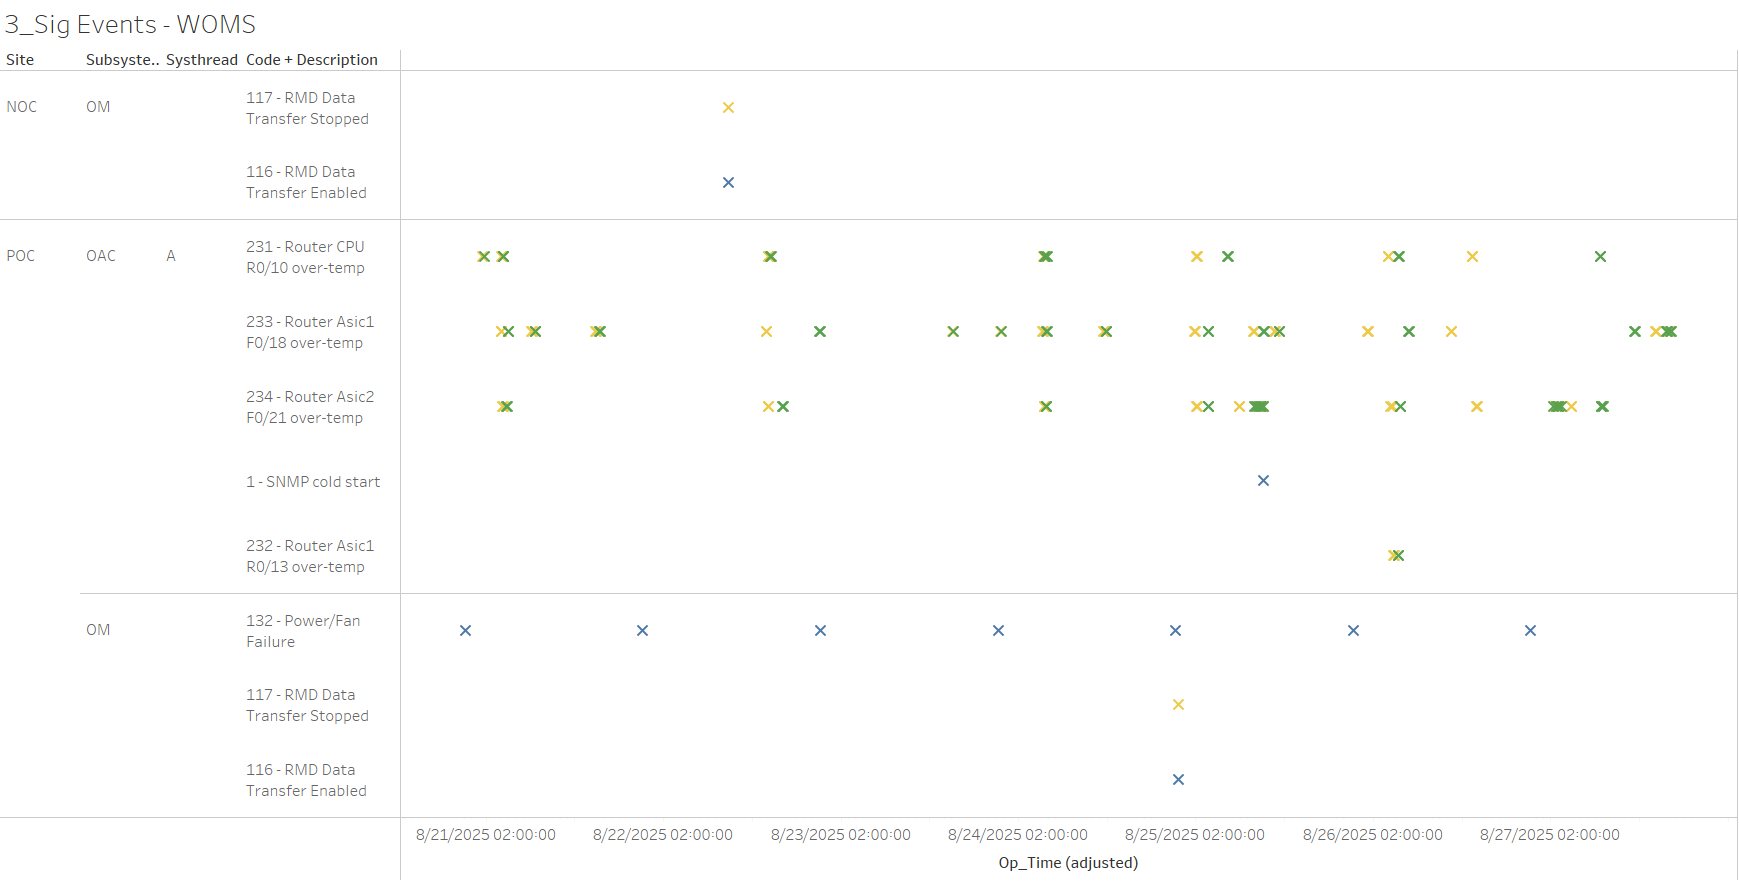 3_Sig Events - WOMS
Site Subsyste.. Systhread Code + Description
NOC OM 117 - RMD Data
Transfer Stopped
116 - RMD Data
Transfer Enabled
POC OAC A 231 - Router CPU
R0/10 over-temp
233 - Router Asic1
F0/18 over-temp
234 - Router Asic2
F0/21 over-temp
1 - SNMP cold start
232 - Router Asic1
R0/13 over-temp
OM 132 - Power/Fan
Failure
117 - RMD Data
Transfer Stopped
116 - RMD Data
Transfer Enabled
8/21/2025 02:00:00 8/22/2025 02:00:00 8/23/2025 02:00:00 8/24/2025 02:00:00 8/25/2025 02:00:00 8/26/2025 02:00:00 8/27/2025 02:00:00
Op_Time (adjusted)